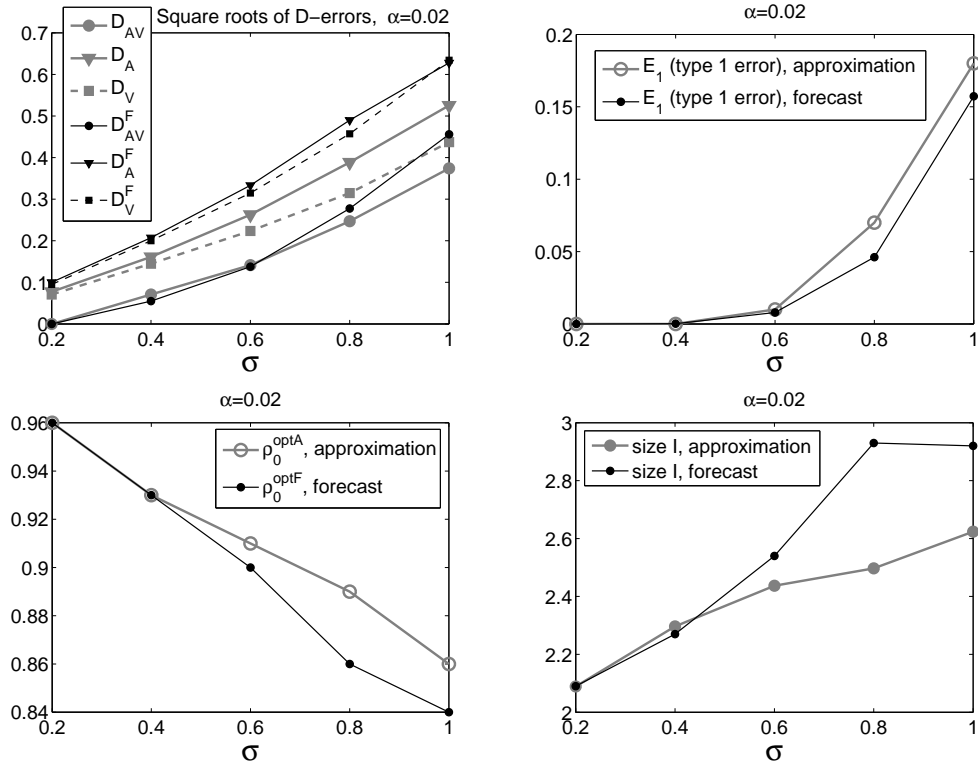 Square roots of D-errors, α=0.02
D_AV
D_A
D_V
D^F_AV
D^F_A
D^F_V
0.7
0.6
0.5
0.4
0.3
0.2
0.1
0
0.2 0.4 0.6 0.8 1
σ
α=0.02
E_1 (type 1 error), approximation
E_1 (type 1 error), forecast
0.2
0.15
0.1
0.05
0
0.2 0.4 0.6 0.8 1
σ
α=0.02
ρ_0^optA, approximation
ρ_0^optF, forecast
0.96
0.94
0.92
0.9
0.88
0.86
0.84
0.2 0.4 0.6 0.8 1
σ
α=0.02
size I, approximation
size I, forecast
3
2.8
2.6
2.4
2.2
2
0.2 0.4 0.6 0.8 1
σ